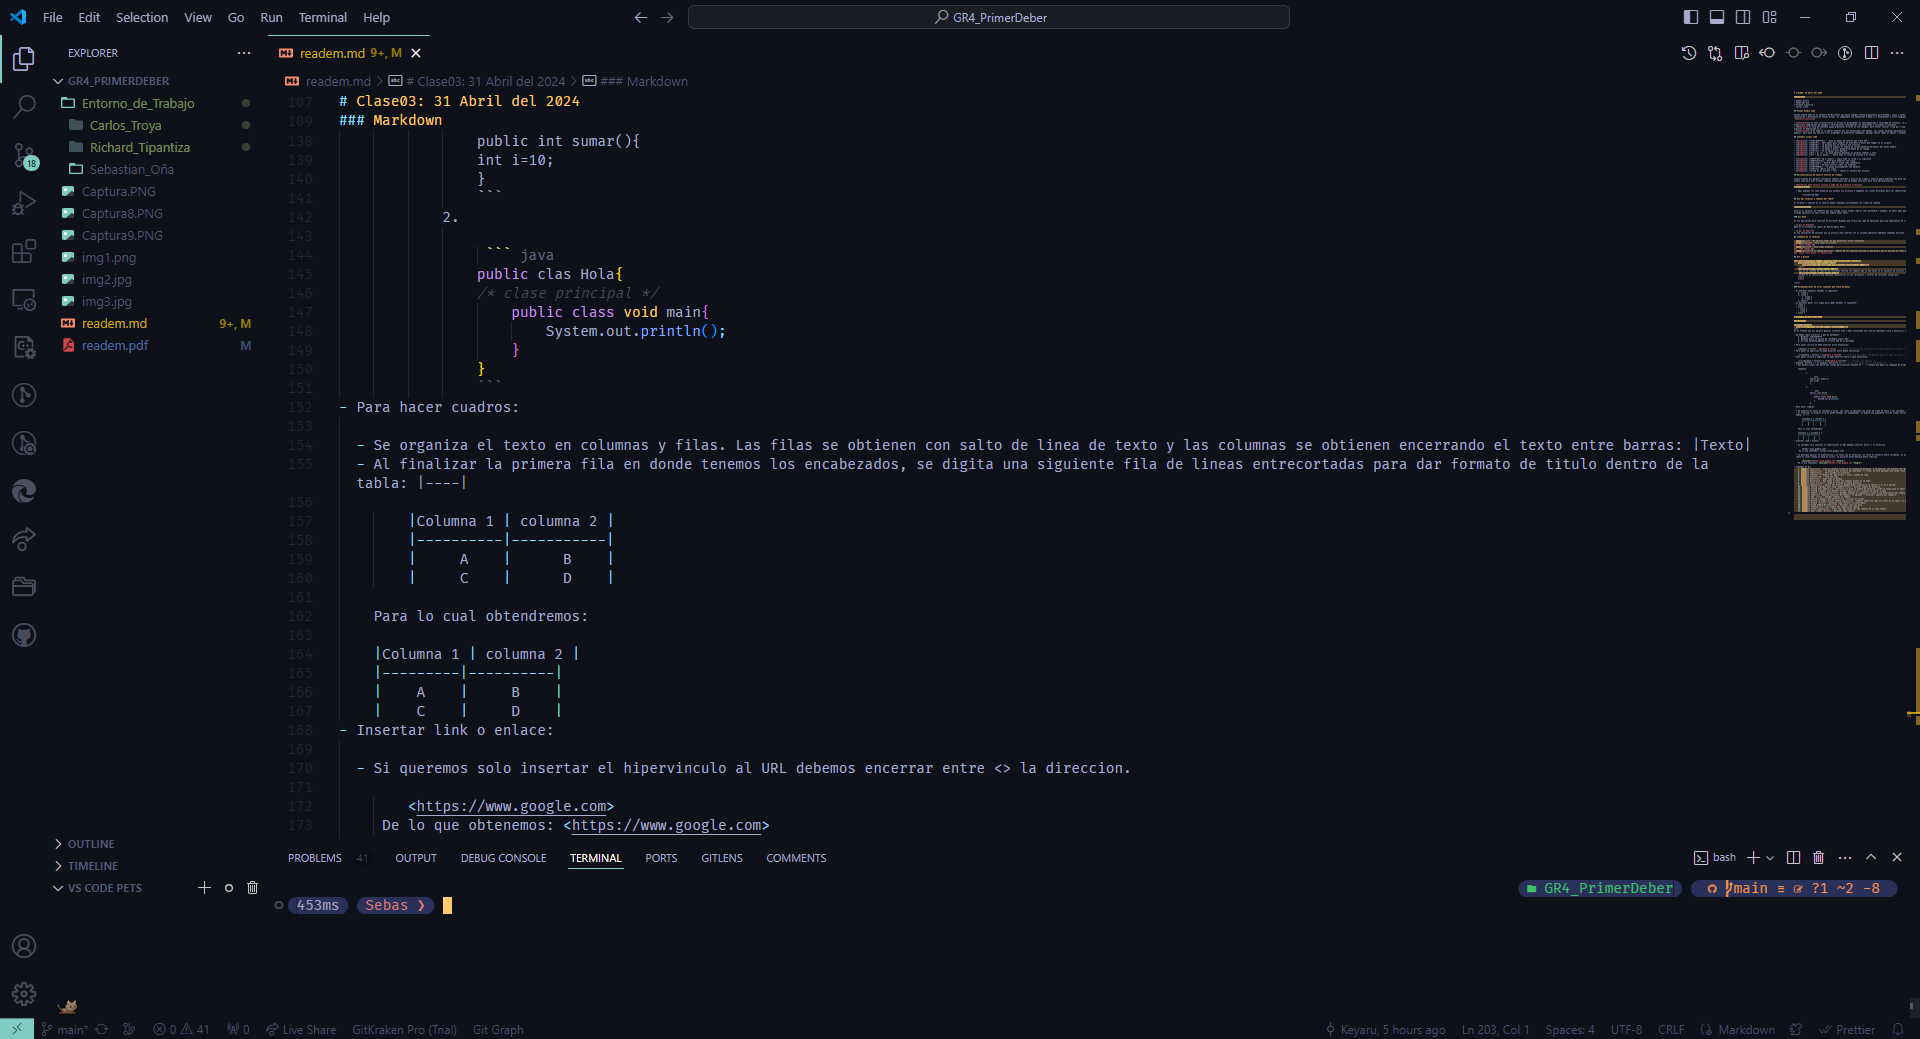 File Edit Selection View Go Run Terminal Help
GR4_PrimerDeber
EXPLORER
GR4_PRIMERDEBER
Entorno_de_Trabajo
Carlos_Troya
Richard_Tipantiza
Sebastian_Oña
Captura.PNG
Captura8.PNG
Captura9.PNG
img1.png
img2.jpg
img3.jpg
readem.md 9+, M
readem.pdf M
18
OUTLINE
TIMELINE
VS CODE PETS
readem.md 9+, M
readem.md > # Clase03: 31 Abril del 2024 > ### Markdown
107 # Clase03: 31 Abril del 2024
109 ### Markdown
138 public int sumar(){
139 int i=10;
140 }
141 ```
142 2.
143
144 ``` java
145 public clas Hola{
146 /* clase principal */
147 public class void main{
148 System.out.println();
149 }
150 }
151 ```
152 - Para hacer cuadros:
153
154 - Se organiza el texto en columnas y filas. Las filas se obtienen con salto de linea de texto y las columnas se obtienen encerrando el texto entre barras: |Texto|
155 - Al finalizar la primera fila en donde tenemos los encabezados, se digita una siguiente fila de lineas entrecortadas para dar formato de titulo dentro de la
tabla: |----|
156
157 |Columna 1 | columna 2 |
158 |----------|-----------|
159 | A | B |
160 | C | D |
161
162 Para lo cual obtendremos:
163
164 |Columna 1 | columna 2 |
165 |---------|----------|
166 | A | B |
167 | C | D |
168 - Insertar link o enlace:
169
170 - Si queremos solo insertar el hipervinculo al URL debemos encerrar entre <> la direccion.
171
172 <https://www.google.com>
173 De lo que obtenemos: <https://www.google.com>
PROBLEMS 41 OUTPUT DEBUG CONSOLE TERMINAL PORTS GITLENS COMMENTS
bash
GR4_PrimerDeber main ≡ ?1 ~2 -8
453ms Sebas ❯
main* 0 41 0 Live Share GitKraken Pro (Trial) Git Graph
Keyaru, 5 hours ago Ln 203, Col 1 Spaces: 4 UTF-8 CRLF Markdown Prettier